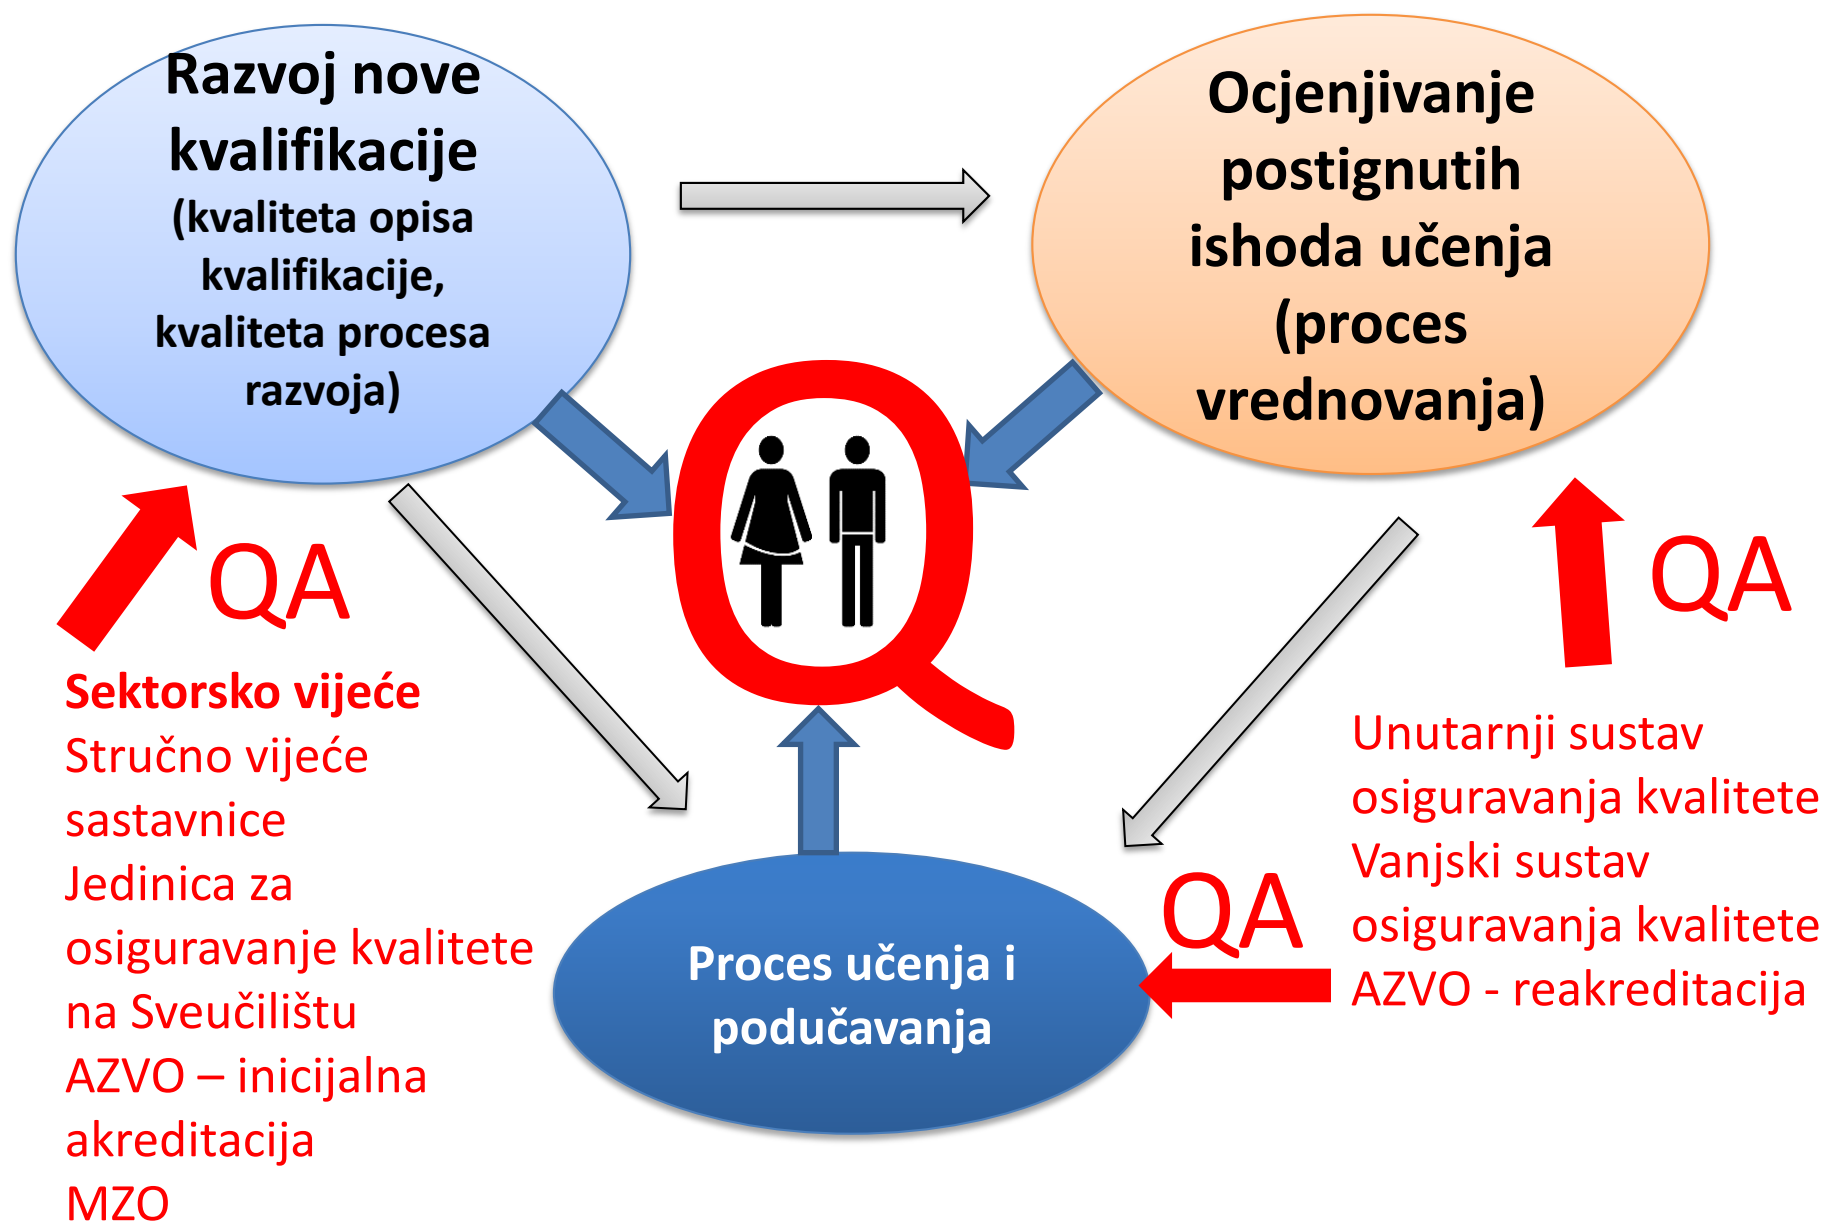 Razvoj nove
kvalifikacije
(kvaliteta opisa
kvalifikacije,
kvaliteta procesa
razvoja)
Ocjenjivanje
postignutih
ishoda učenja
(proces
vrednovanja)
Q
QA
Sektorsko vijeće
Stručno vijeće
sastavnice
Jedinica za
osiguravanje kvalitete
na Sveučilištu
AZVO – inicijalna
akreditacija
MZO
QA
Unutarnji sustav
osiguravanja kvalitete
Vanjski sustav
osiguravanja kvalitete
AZVO - reakreditacija
QA
Proces učenja i
podučavanja